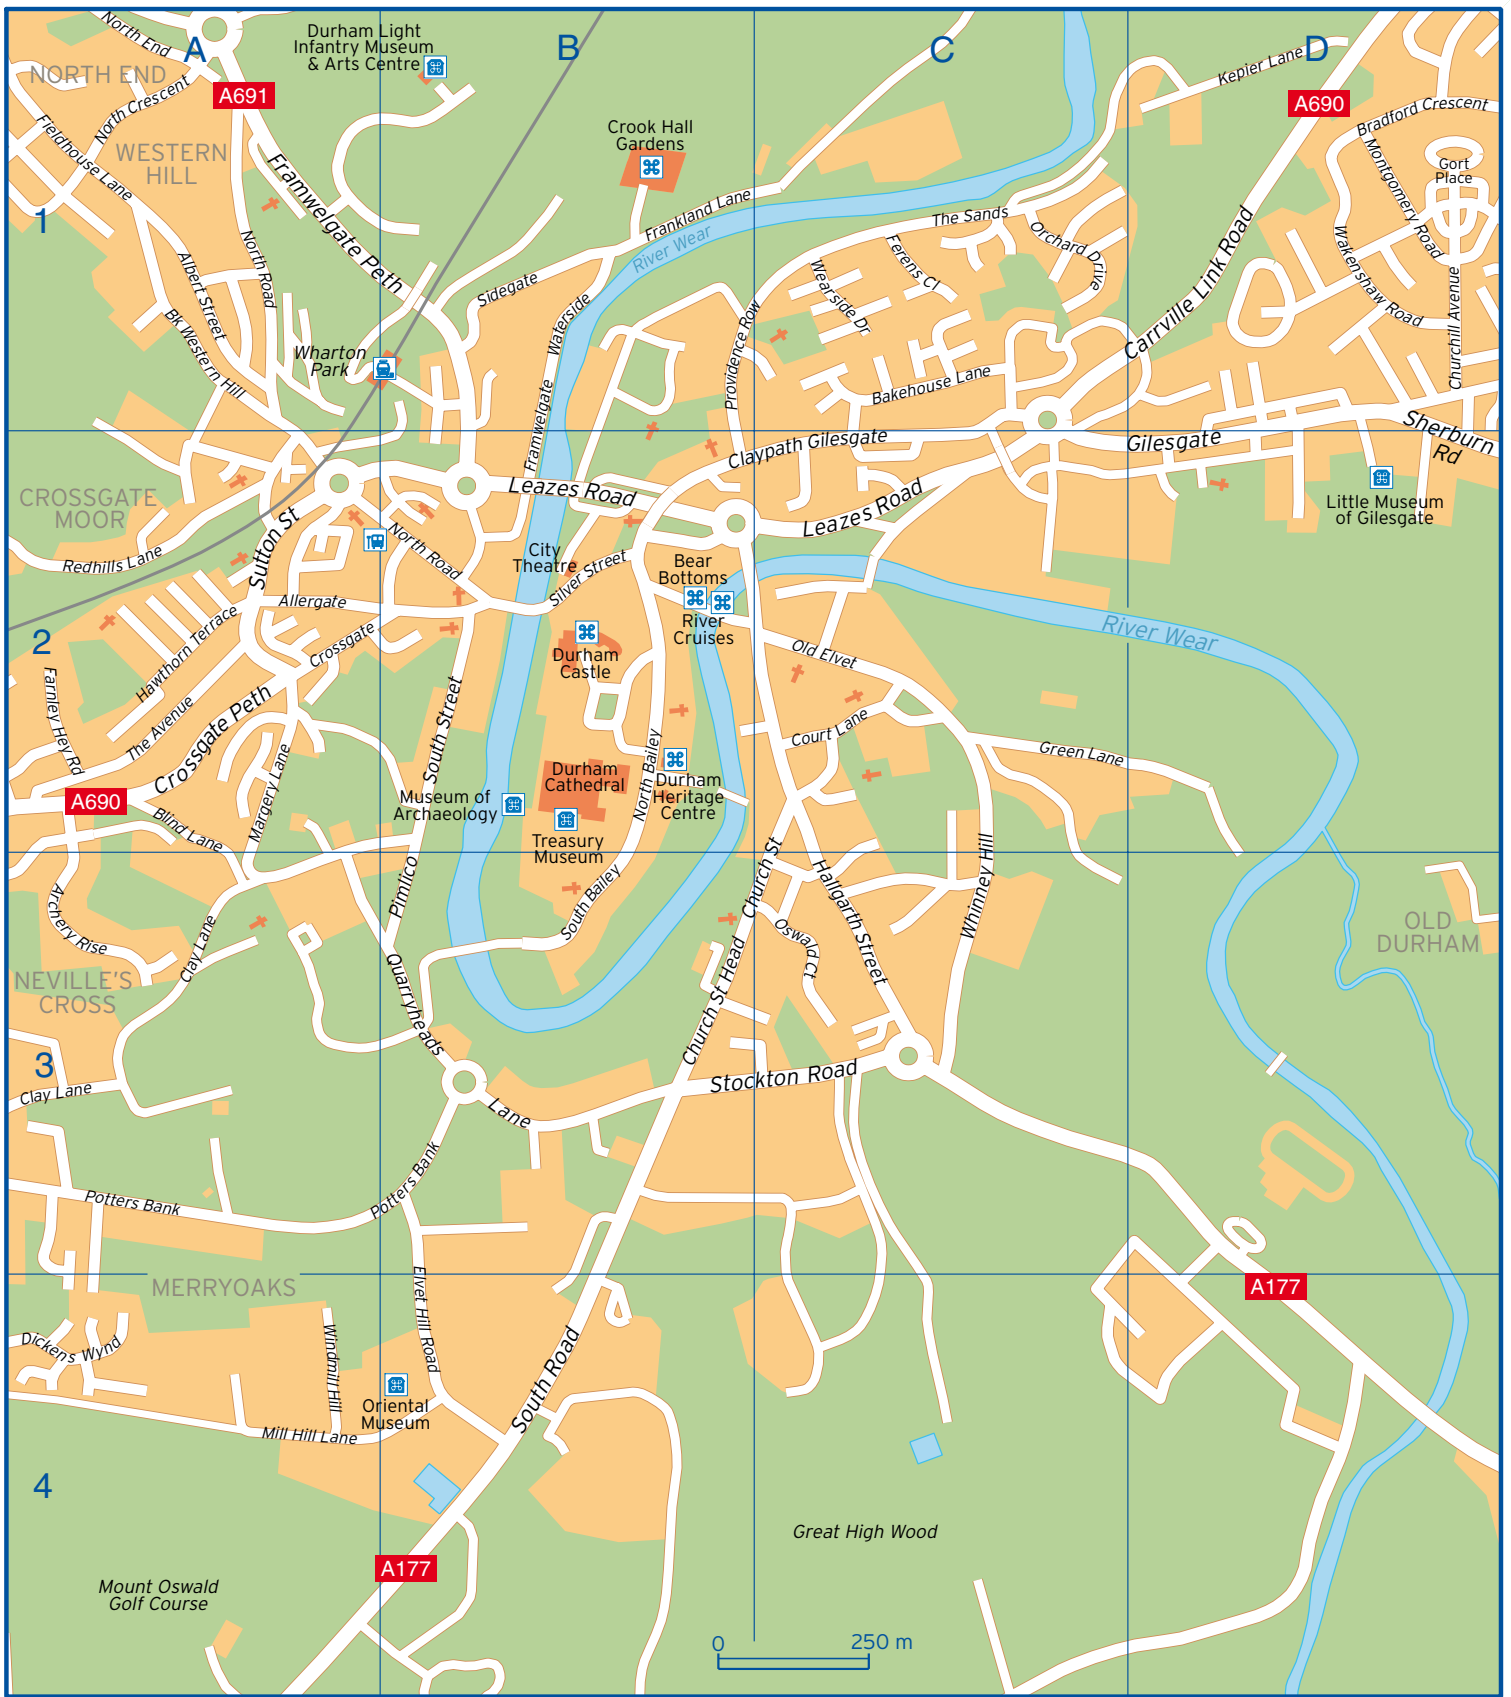 North End
A
Durham Light
Infantry Museum
& Arts Centre
B
C
D
Kepier Lane
NORTH END
A691
A690
North Crescent
Bradford Crescent
Crook Hall
Gardens
Fieldhouse Lane
WESTERN
HILL
Framwelgate Peth
Montgomery Road
Gort
Place
1
Frankland Lane
River Wear
The Sands
Orchard Drive
Ferens Cl
Wearside Dr
Carrville Link Road
Wakenshaw Road
Churchill Avenue
North Road
Albert Street
Sidegate
Bk Western Hill
Waterside
Providence Row
Wharton
Park
Bakehouse Lane
Framwelgate
Claypath Gilesgate
Gilesgate
Sherburn
Rd
CROSSGATE
MOOR
Leazes Road
Leazes Road
Little Museum
of Gilesgate
Sutton St
North Road
Redhills Lane
City
Theatre
Silver Street
Bear
Bottoms
Allergate
River
Cruises
River Wear
2
Hawthorn Terrace
Crossgate
Durham
Castle
Old Elvet
Farnley Hey Rd
The Avenue
Crossgate Peth
South Street
Court Lane
Green Lane
Margery Lane
North Bailey
Durham
Cathedral
Durham
Heritage
Centre
A690
Museum of
Archaeology
Blind Lane
Treasury
Museum
Church St
Hallgarth Street
Whinney Hill
Pimlico
South Bailey
Archery Rise
Clay Lane
Oswald Ct
OLD
DURHAM
NEVILLE'S
CROSS
Quarryheads
Church St Head
3
Clay Lane
Stockton Road
Lane
Potters Bank
Potters Bank
MERRYOAKS
Elvet Hill Road
A177
Dickens Wynd
Windmill Hill
South Road
Oriental
Museum
Mill Hill Lane
4
Great High Wood
A177
Mount Oswald
Golf Course
0
250 m